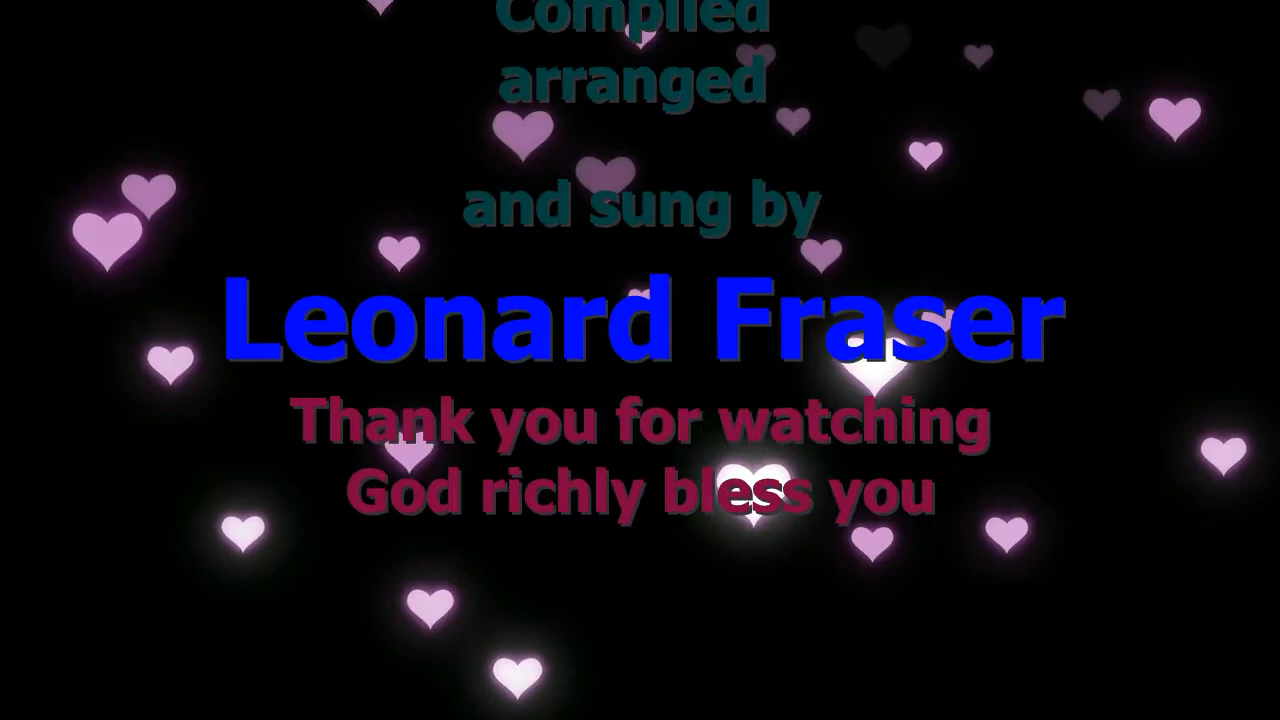 Compiled
arranged
and sung by
Leonard Fraser
Thank you for watching
God richly bless you